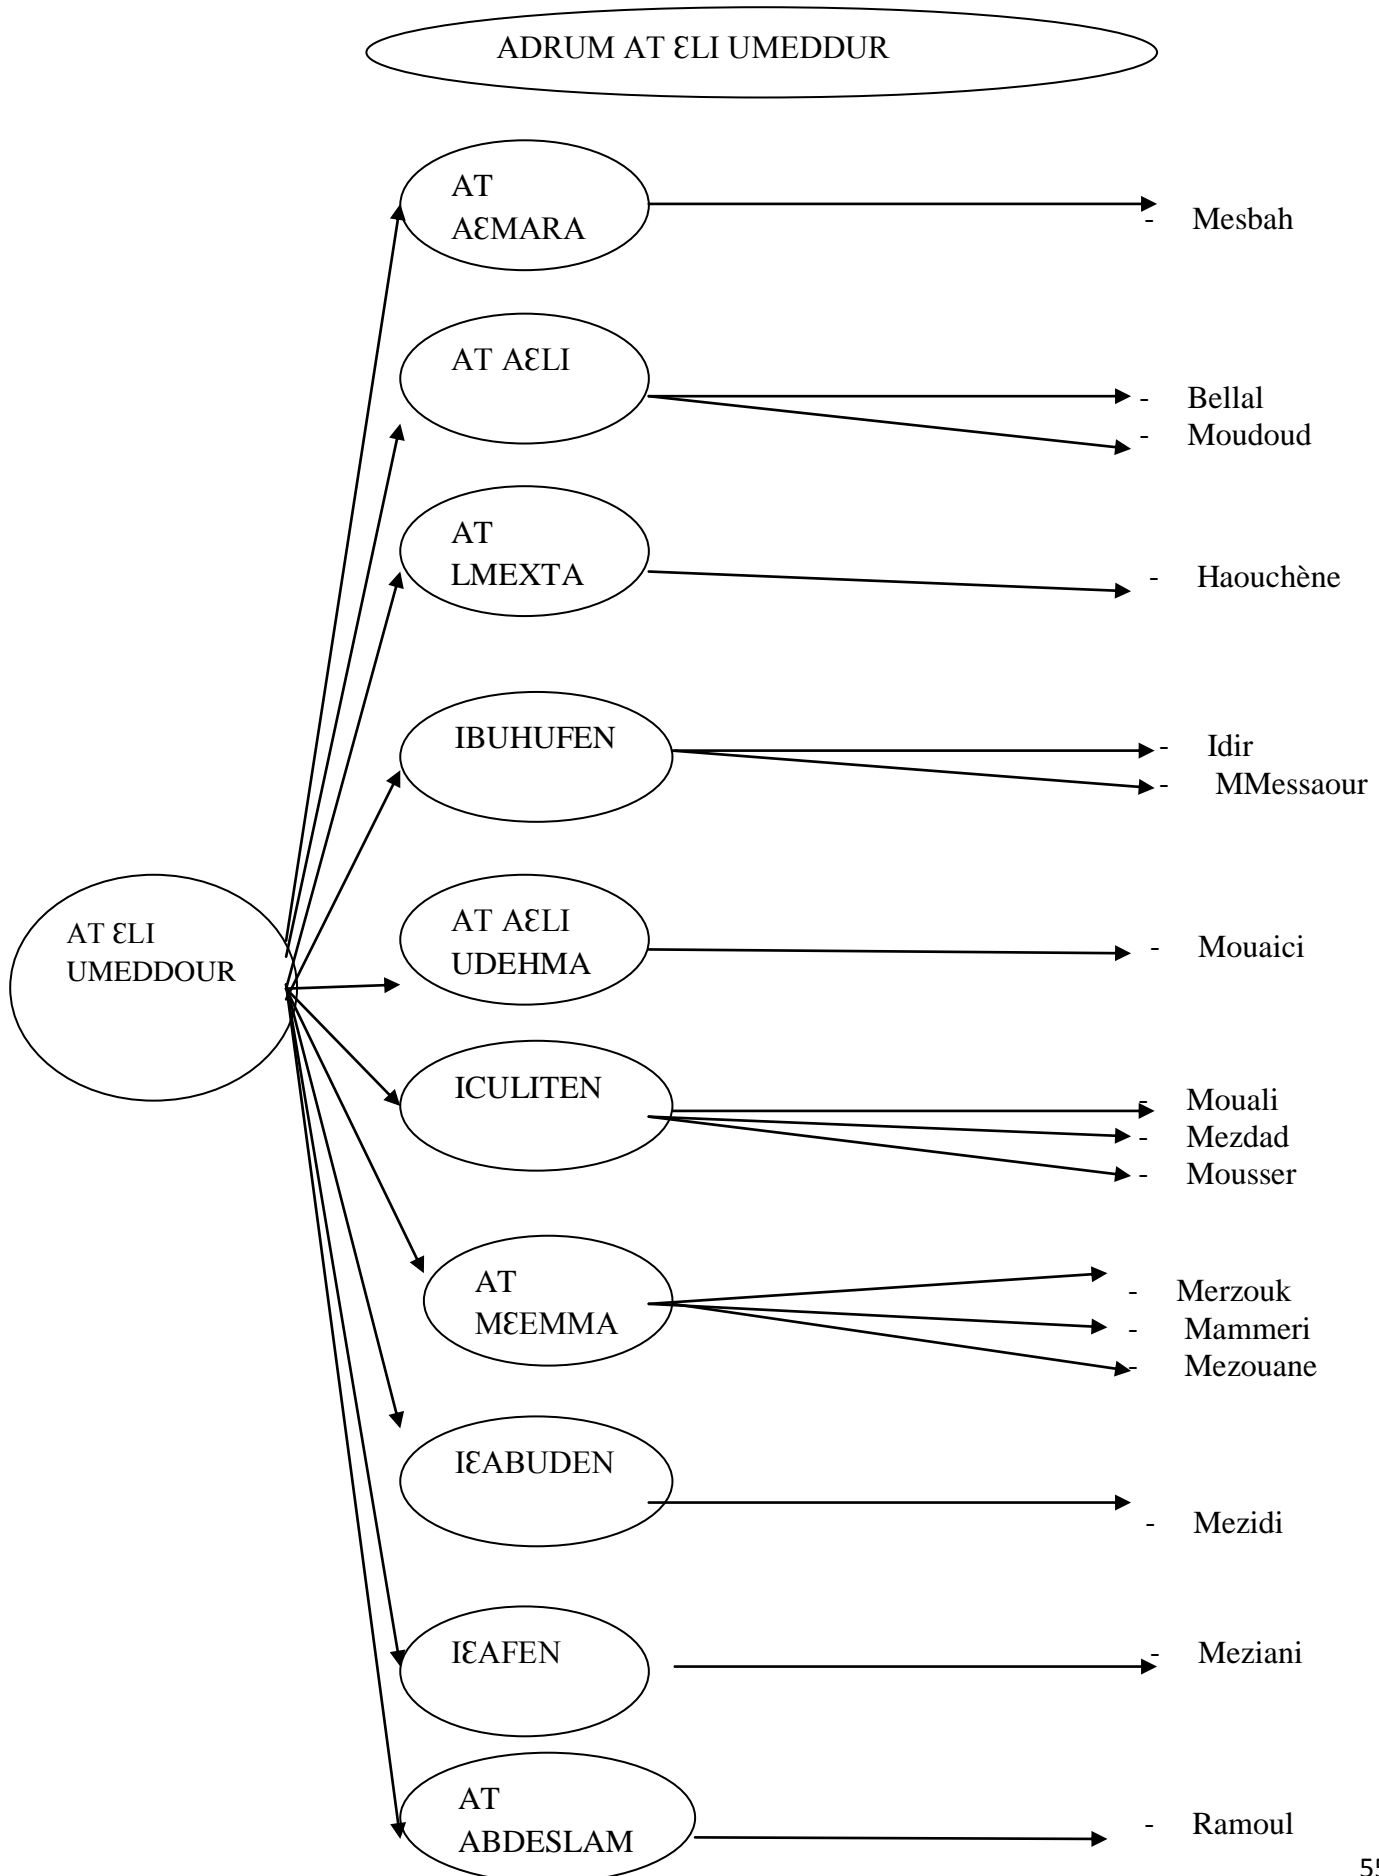 ADRUM AT ƐLI UMEDDUR
AT
AƐMARA
- Mesbah
AT AƐLI
- Bellal
- Moudoud
AT
LMEXTA
- Haouchène
IBUHUFEN
- Idir
- MMessaour
AT ƐLI
UMEDDOUR
AT AƐLI
UDEHMA
- Mouaici
ICULITEN
- Mouali
- Mezdad
- Mousser
AT
MƐEMMA
- Merzouk
- Mammeri
- Mezouane
IƐABUDEN
- Mezidi
IƐAFEN
- Meziani
AT
ABDESLAM
- Ramoul
55